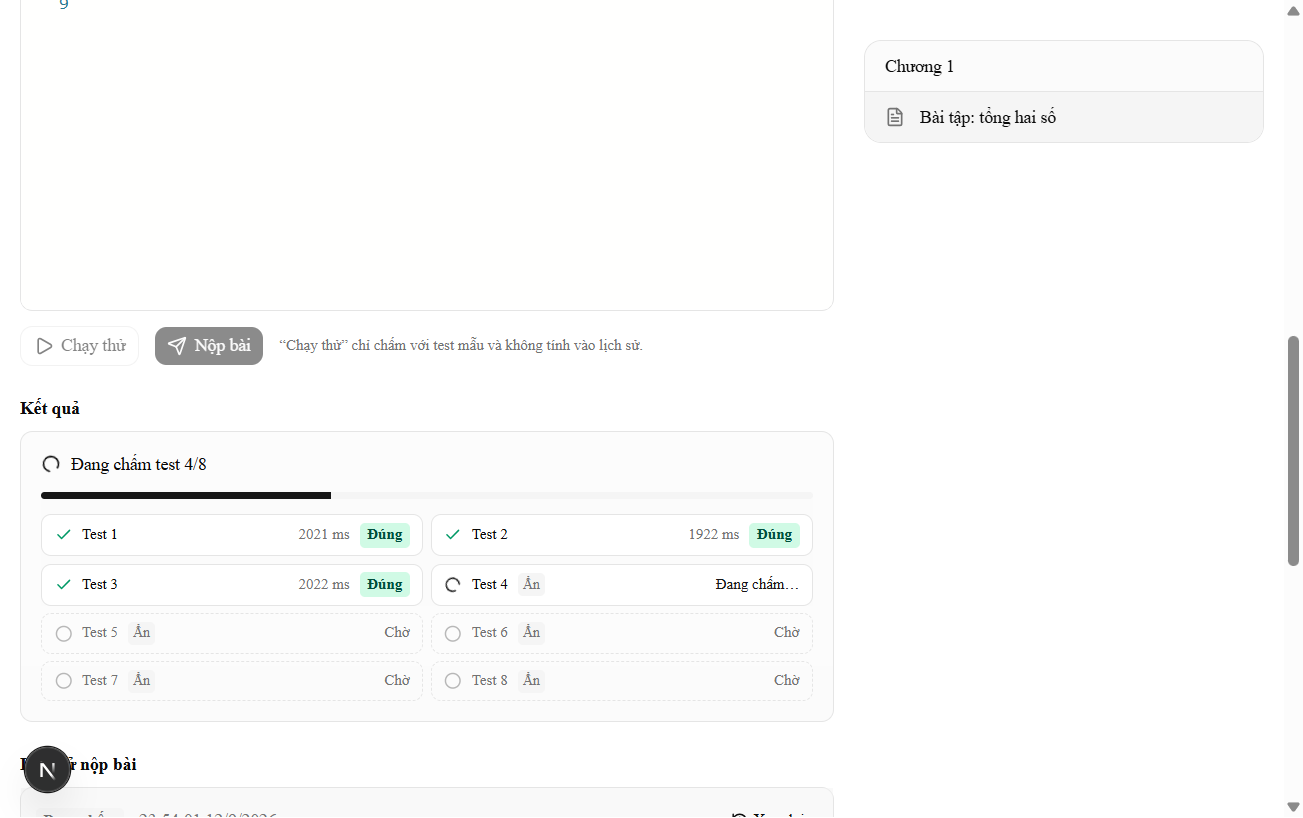 9
Chương 1
Bài tập: tổng hai số
Chạy thử Nộp bài “Chạy thử” chỉ chấm với test mẫu và không tính vào lịch sử.
Kết quả
Đang chấm test 4/8
Test 1 2021 ms Đúng Test 2 1922 ms Đúng
Test 3 2022 ms Đúng Test 4 Ẩn Đang chấm…
Test 5 Ẩn Chờ Test 6 Ẩn Chờ
Test 7 Ẩn Chờ Test 8 Ẩn Chờ
N nộp bài